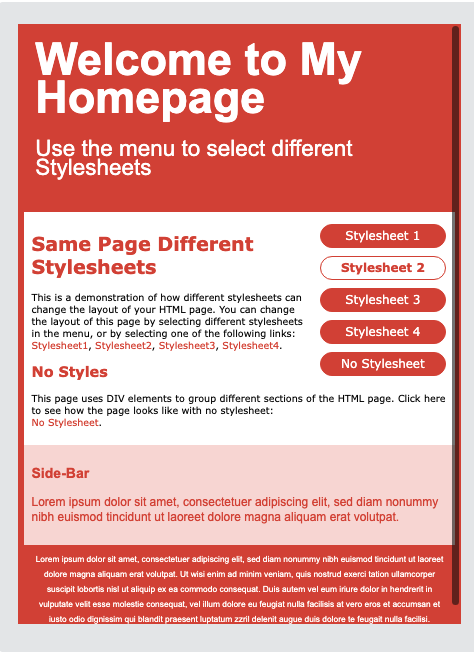 Welcome to My
Homepage
Use the menu to select different
Stylesheets
Same Page Different
Stylesheets
This is a demonstration of how different stylesheets can
change the layout of your HTML page. You can change
the layout of this page by selecting different stylesheets
in the menu, or by selecting one of the following links:
Stylesheet1, Stylesheet2, Stylesheet3, Stylesheet4.
No Styles
This page uses DIV elements to group different sections of the HTML page. Click here
to see how the page looks like with no stylesheet:
No Stylesheet.
Stylesheet 1
Stylesheet 2
Stylesheet 3
Stylesheet 4
No Stylesheet
Side-Bar
Lorem ipsum dolor sit amet, consectetuer adipiscing elit, sed diam nonummy
nibh euismod tincidunt ut laoreet dolore magna aliquam erat volutpat.
Lorem ipsum dolor sit amet, consectetuer adipiscing elit, sed diam nonummy nibh euismod tincidunt ut laoreet
dolore magna aliquam erat volutpat. Ut wisi enim ad minim veniam, quis nostrud exerci tation ullamcorper
suscipit lobortis nisl ut aliquip ex ea commodo consequat. Duis autem vel eum iriure dolor in hendrerit in
vulputate velit esse molestie consequat, vel illum dolore eu feugiat nulla facilisis at vero eros et accumsan et
iusto odio dignissim qui blandit praesent luptatum zzril delenit augue duis dolore te feugait nulla facilisi.